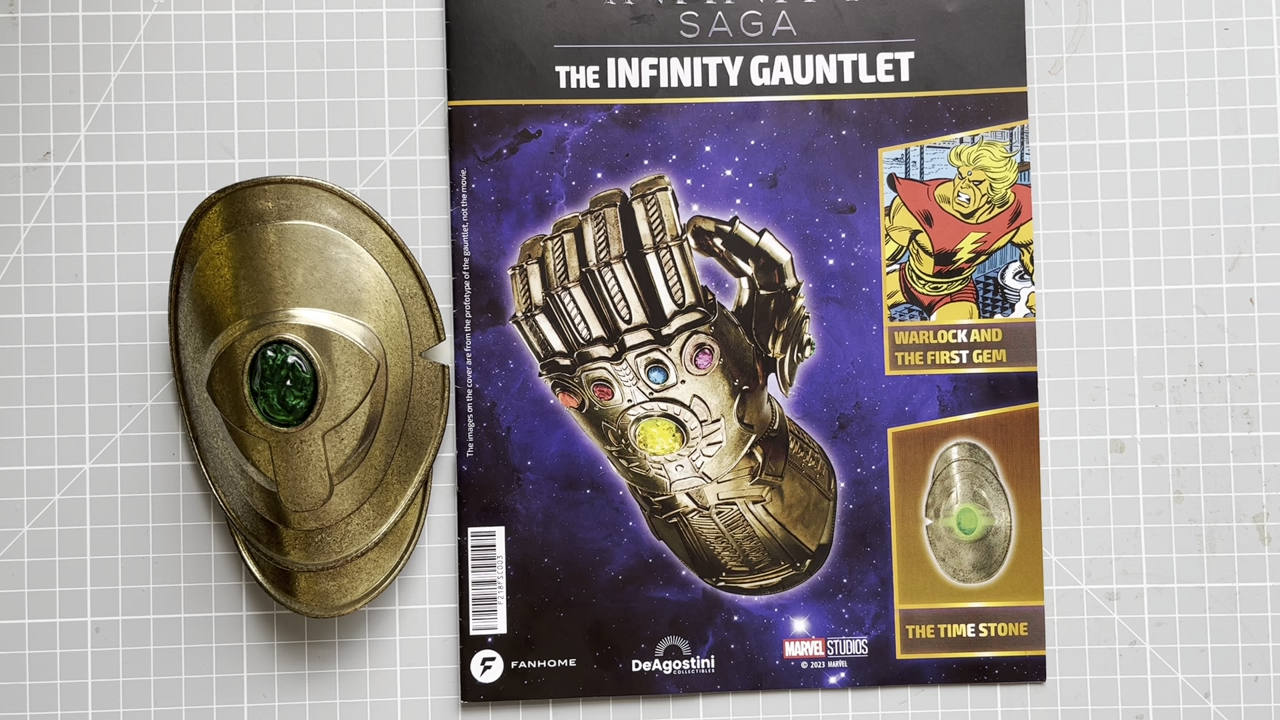 SAGA
THE INFINITY GAUNTLET
The images on the cover are from the prototype of the gauntlet, not the movie.
WARLOCK AND
THE FIRST GEM
THE TIME STONE
F FANHOME
DeAgostini
COLLECTIBLES
MARVEL STUDIOS
© 2023 MARVEL